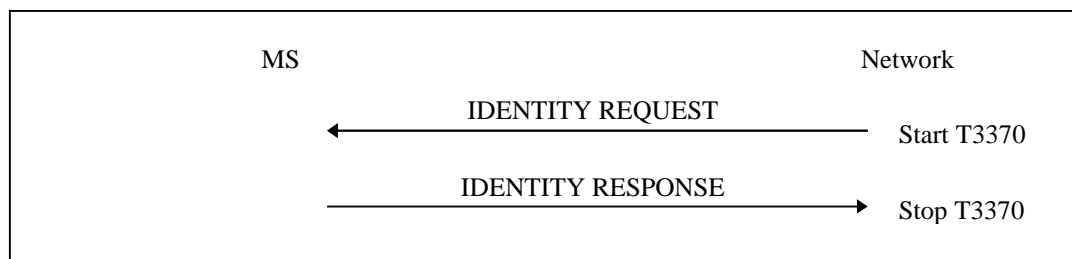 MS Network
IDENTITY REQUEST
Start T3370
IDENTITY RESPONSE
Stop T3370